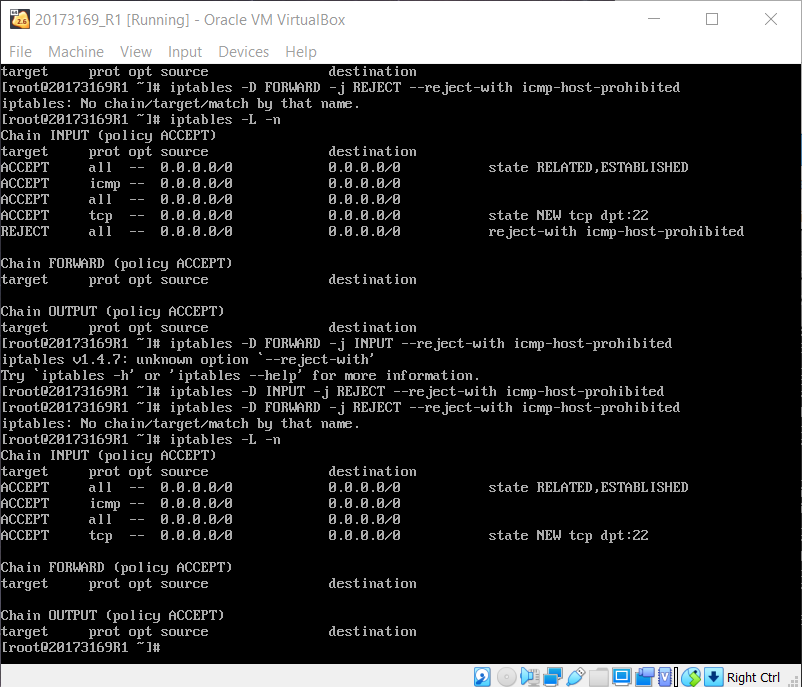 20173169_R1 [Running] - Oracle VM VirtualBox
File Machine View Input Devices Help
target prot opt source destination
[root@20173169R1 ~]# iptables -D FORWARD -j REJECT --reject-with icmp-host-prohibited
iptables: No chain/target/match by that name.
[root@20173169R1 ~]# iptables -L -n
Chain INPUT (policy ACCEPT)
target prot opt source destination
ACCEPT all -- 0.0.0.0/0 0.0.0.0/0 state RELATED,ESTABLISHED
ACCEPT icmp -- 0.0.0.0/0 0.0.0.0/0
ACCEPT all -- 0.0.0.0/0 0.0.0.0/0
ACCEPT tcp -- 0.0.0.0/0 0.0.0.0/0 state NEW tcp dpt:22
REJECT all -- 0.0.0.0/0 0.0.0.0/0 reject-with icmp-host-prohibited
Chain FORWARD (policy ACCEPT)
target prot opt source destination
Chain OUTPUT (policy ACCEPT)
target prot opt source destination
[root@20173169R1 ~]# iptables -D FORWARD -j INPUT --reject-with icmp-host-prohibited
iptables v1.4.7: unknown option `--reject-with'
Try `iptables -h' or 'iptables --help' for more information.
[root@20173169R1 ~]# iptables -D INPUT -j REJECT --reject-with icmp-host-prohibited
[root@20173169R1 ~]# iptables -D FORWARD -j REJECT --reject-with icmp-host-prohibited
iptables: No chain/target/match by that name.
[root@20173169R1 ~]# iptables -L -n
Chain INPUT (policy ACCEPT)
target prot opt source destination
ACCEPT all -- 0.0.0.0/0 0.0.0.0/0 state RELATED,ESTABLISHED
ACCEPT icmp -- 0.0.0.0/0 0.0.0.0/0
ACCEPT all -- 0.0.0.0/0 0.0.0.0/0
ACCEPT tcp -- 0.0.0.0/0 0.0.0.0/0 state NEW tcp dpt:22
Chain FORWARD (policy ACCEPT)
target prot opt source destination
Chain OUTPUT (policy ACCEPT)
target prot opt source destination
[root@20173169R1 ~]#
Right Ctrl